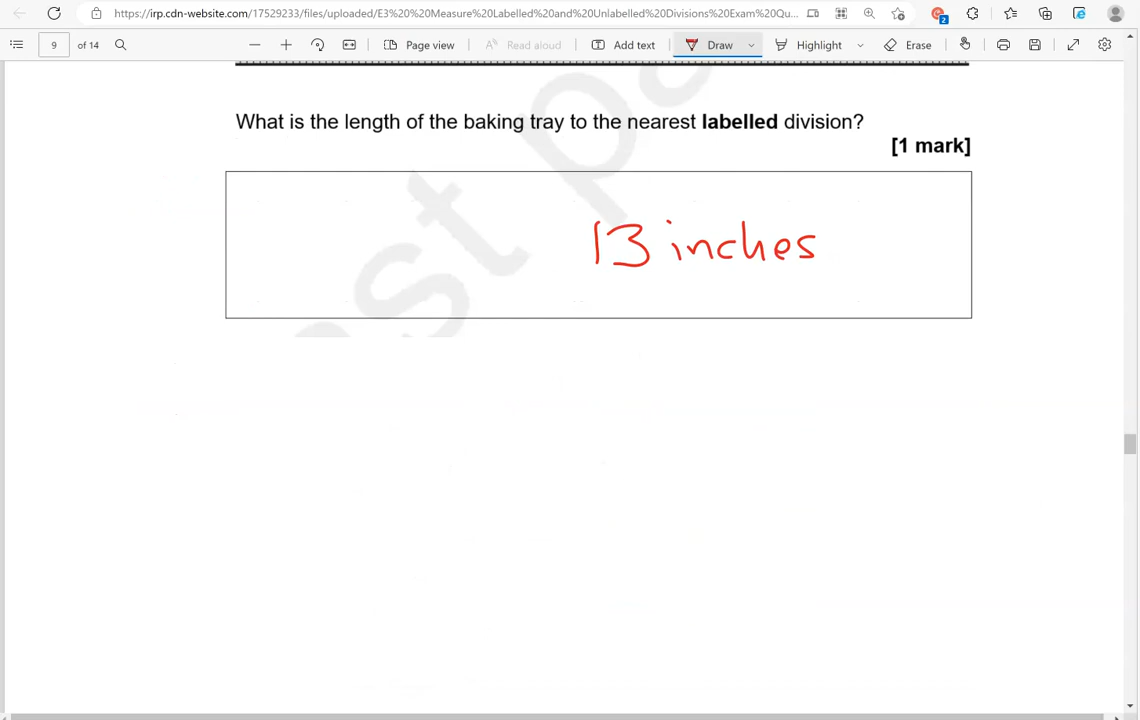 https://irp.cdn-website.com/17529233/files/uploaded/E3%20%20Measure%20Labelled%20and%20Unlabelled%20Divisions%20Exam%20Qu...
2
9 of 14
Page view
Read aloud
Add text
Draw
Highlight
Erase
What is the length of the baking tray to the nearest labelled division?
[1 mark]
13 inches